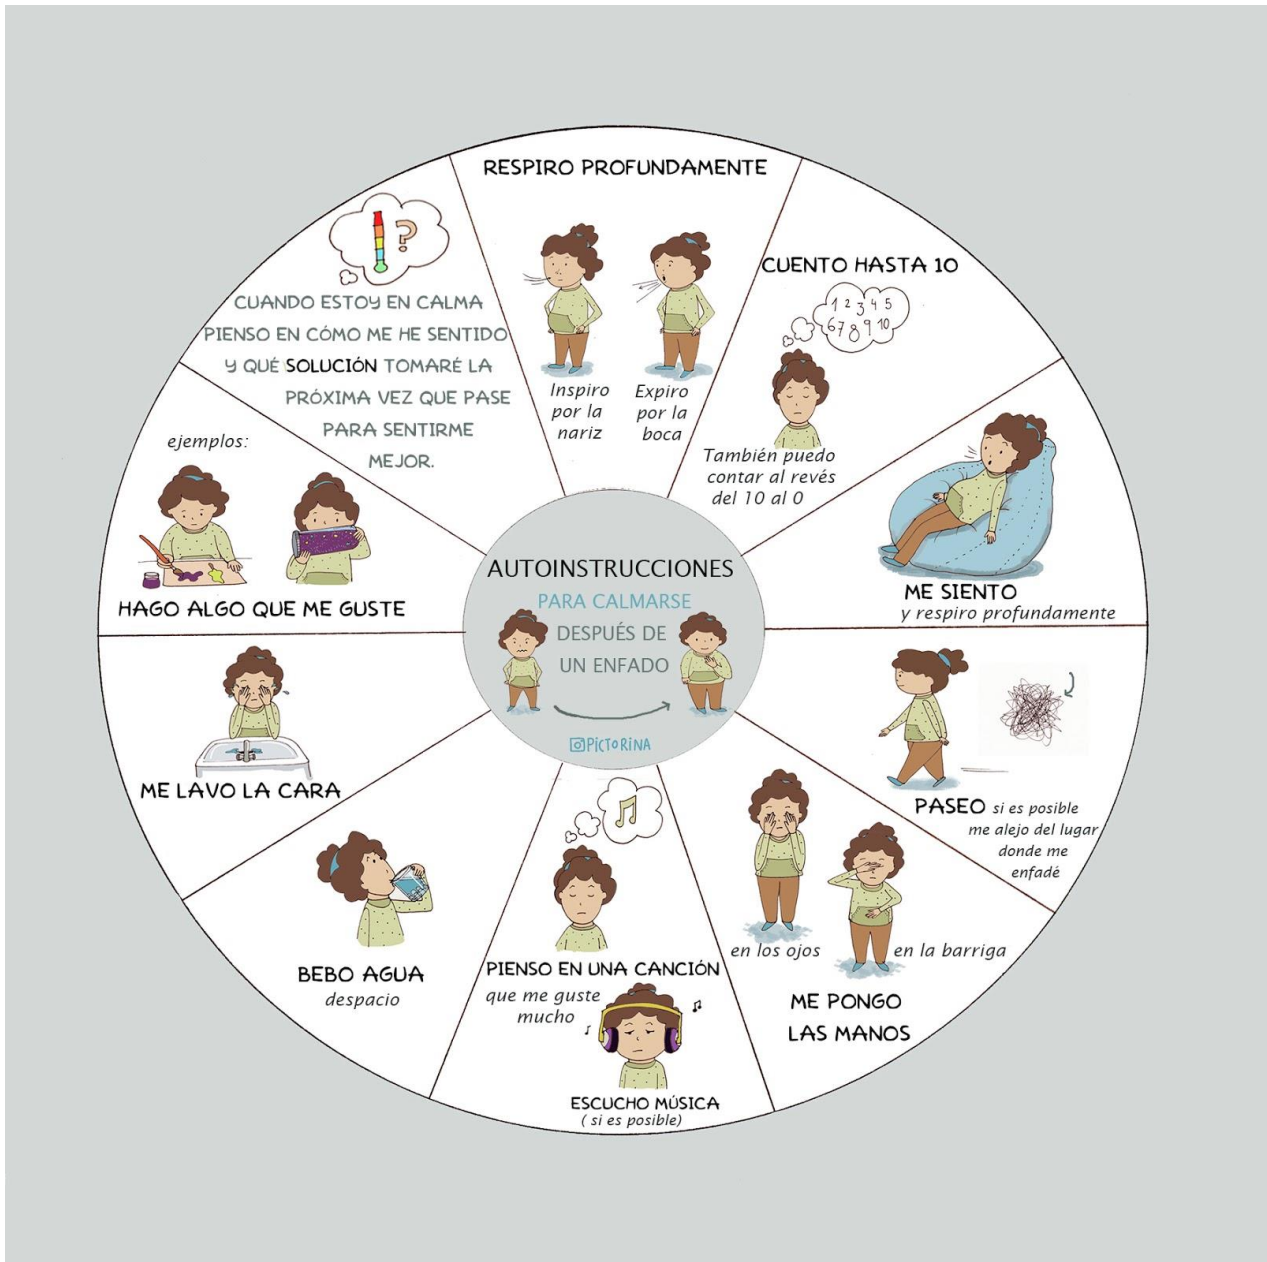 AUTOINSTRUCCIONES
PARA CALMARSE
DESPUÉS DE
UN ENFADO
PICTORINA
RESPIRO PROFUNDAMENTE
Inspiro
por la
nariz
Expiro
por la
boca
CUENTO HASTA 10
1 2 3 4 5
6 7 8 9 10
También puedo
contar al revés
del 10 al 0
ME SIENTO
y respiro profundamente
PASEO si es posible
me alejo del lugar
donde me
enfadé
en los ojos
en la barriga
ME PONGO
LAS MANOS
PIENSO EN UNA CANCIÓN
que me guste
mucho
ESCUCHO MÚSICA
( si es posible)
BEBO AGUA
despacio
ME LAVO LA CARA
ejemplos:
HAGO ALGO QUE ME GUSTE
?
CUANDO ESTOY EN CALMA
PIENSO EN CÓMO ME HE SENTIDO
Y QUÉ SOLUCIÓN TOMARÉ LA
PRÓXIMA VEZ QUE PASE
PARA SENTIRME
MEJOR.